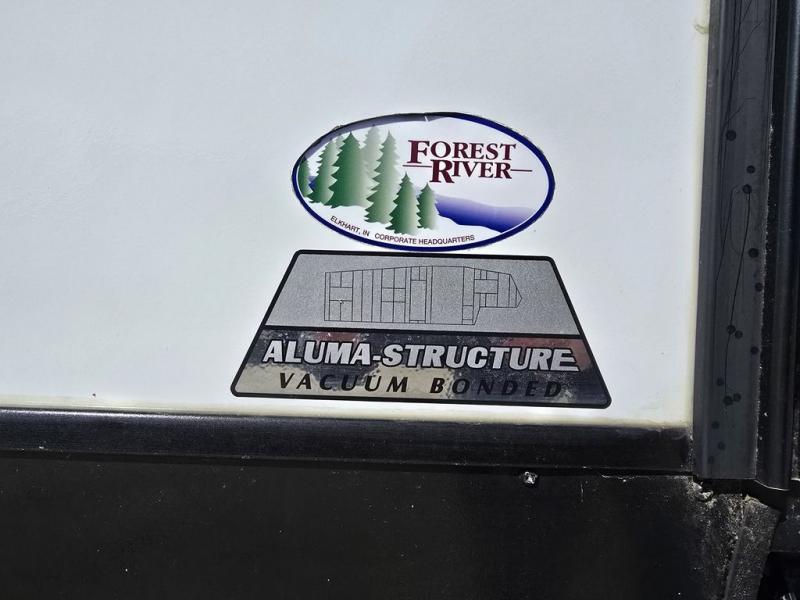 FOREST
RIVER
ELKHART, IN CORPORATE HEADQUARTERS
ALUMA-STRUCTURE
VACUUM BONDED